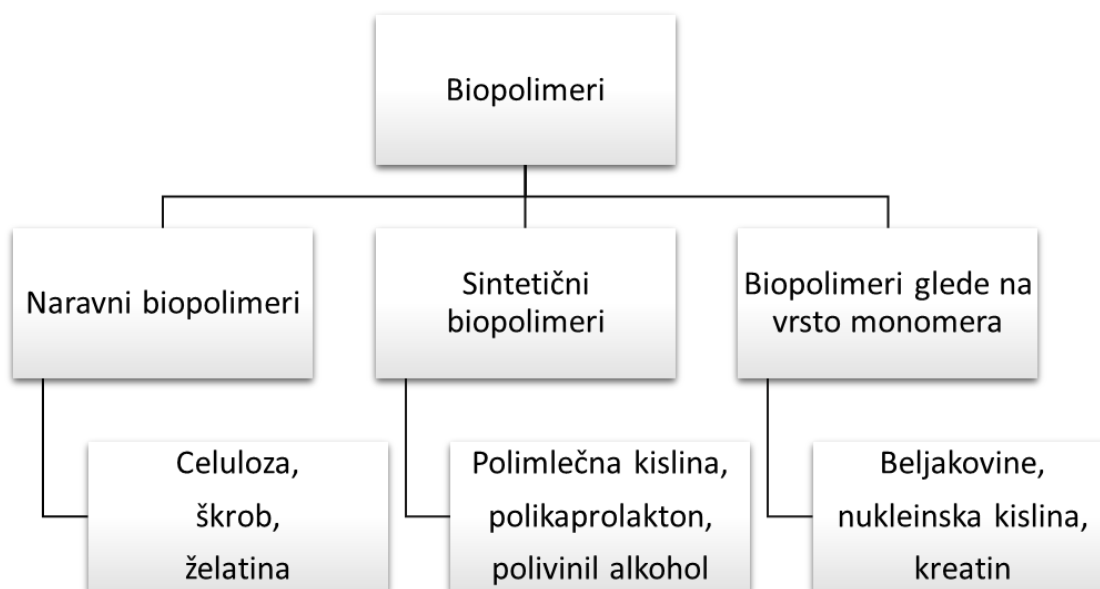 Biopolimeri
Naravni biopolimeri
Sintetični
biopolimeri
Biopolimeri glede na
vrsto monomera
Celuloza,
škrob,
želatina
Polimlečna kislina,
polikaprolakton,
polivinil alkohol
Beljakovine,
nukleinska kislina,
kreatin